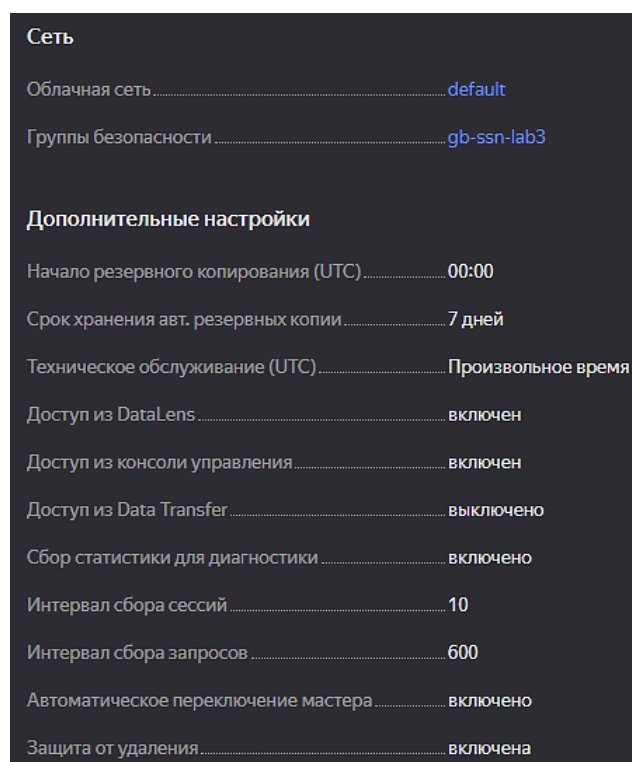 Сеть
Облачная сеть default
Группы безопасности gb-ssn-lab3
Дополнительные настройки
Начало резервного копирования (UTC) 00:00
Срок хранения авт. резервных копии 7 дней
Техническое обслуживание (UTC) Произвольное время
Доступ из DataLens включен
Доступ из консоли управления включен
Доступ из Data Transfer выключено
Сбор статистики для диагностики включено
Интервал сбора сессий 10
Интервал сбора запросов 600
Автоматическое переключение мастера включено
Защита от удаления включена